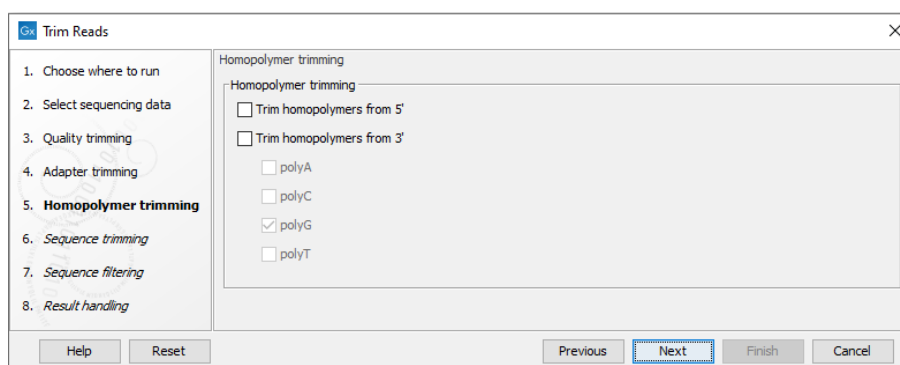 Gx Trim Reads
1. Choose where to run
2. Select sequencing data
3. Quality trimming
4. Adapter trimming
5. Homopolymer trimming
6. Sequence trimming
7. Sequence filtering
8. Result handling
Homopolymer trimming
Homopolymer trimming
Trim homopolymers from 5'
Trim homopolymers from 3'
polyA
polyC
polyG
polyT
Help Reset Previous Next Finish Cancel